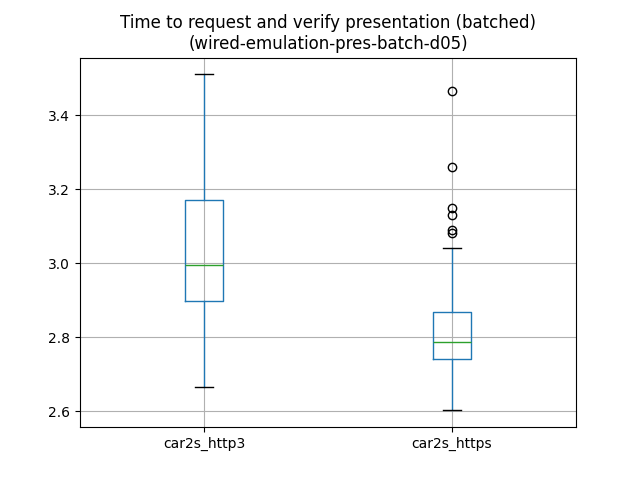 Time to request and verify presentation (batched)
(wired-emulation-pres-batch-d05)
3.4
3.2
3.0
2.8
2.6
car2s_http3
car2s_https